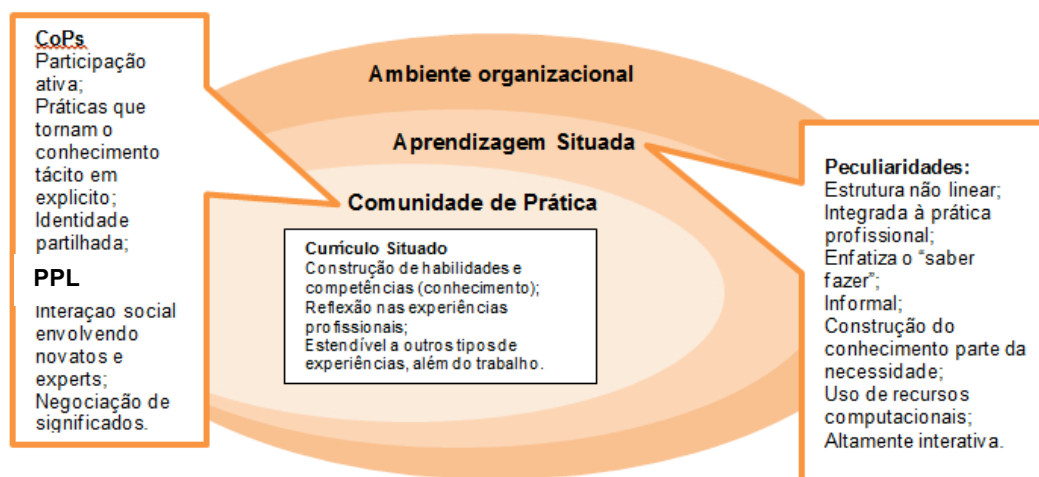 CoPs
Participação
ativa;
Práticas que
tornam o
conhecimento
tácito em
explicito;
Identidade
partilhada;
PPL
Interação social
envolvendo
novatos e
experts;
Negociação de
significados.
Ambiente organizacional
Aprendizagem Situada
Comunidade de Prática
Currículo Situado
Construção de habilidades e
competências (conhecimento);
Reflexão nas experiências
profissionais;
Estendível a outros tipos de
experiências, além do trabalho.
Peculiaridades:
Estrutura não linear;
Integrada à prática
profissional;
Enfatiza o “saber
fazer”;
Informal;
Construção do
conhecimento parte da
necessidade;
Uso de recursos
computacionais;
Altamente interativa.